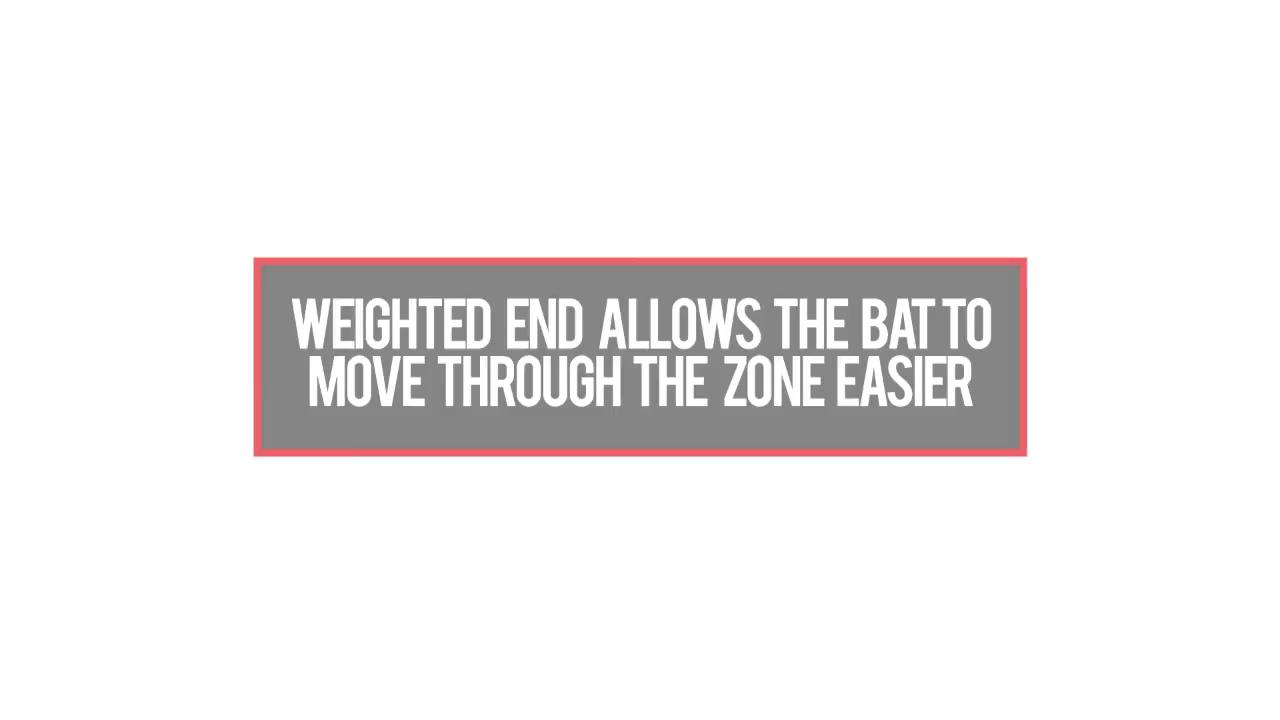 WEIGHTED END ALLOWS THE BAT TO
MOVE THROUGH THE ZONE EASIER